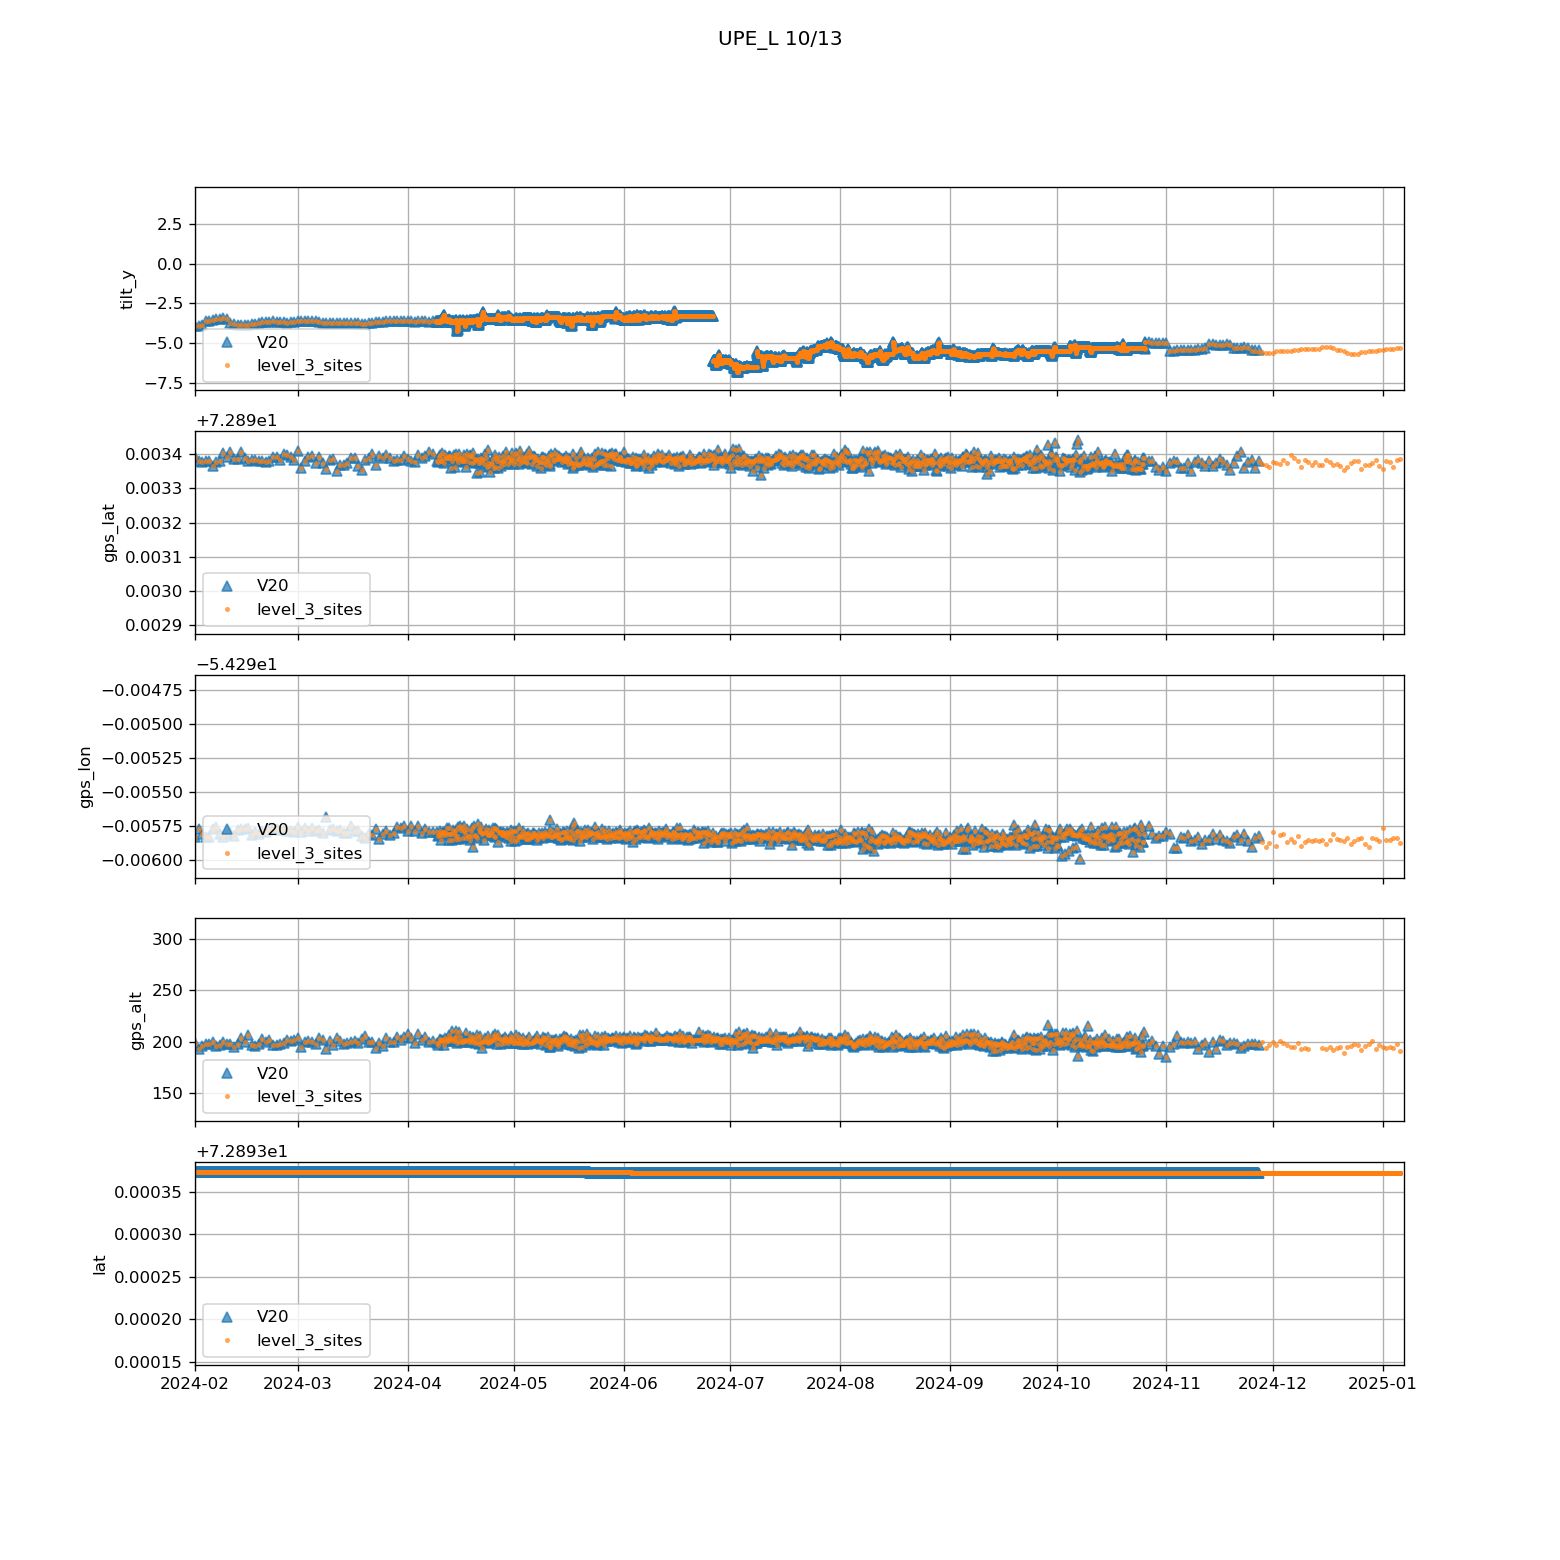 UPE_L 10/13
2.5
0.0
−2.5
−5.0
−7.5
tilt_y
V20
level_3_sites
+7.289e1
0.0034
0.0033
0.0032
0.0031
0.0030
0.0029
gps_lat
V20
level_3_sites
−5.429e1
−0.00475
−0.00500
−0.00525
−0.00550
−0.00575
−0.00600
gps_lon
V20
level_3_sites
300
250
200
150
gps_alt
V20
level_3_sites
+7.2893e1
0.00035
0.00030
0.00025
0.00020
0.00015
lat
V20
level_3_sites
2024-02 2024-03 2024-04 2024-05 2024-06 2024-07 2024-08 2024-09 2024-10 2024-11 2024-12 2025-01